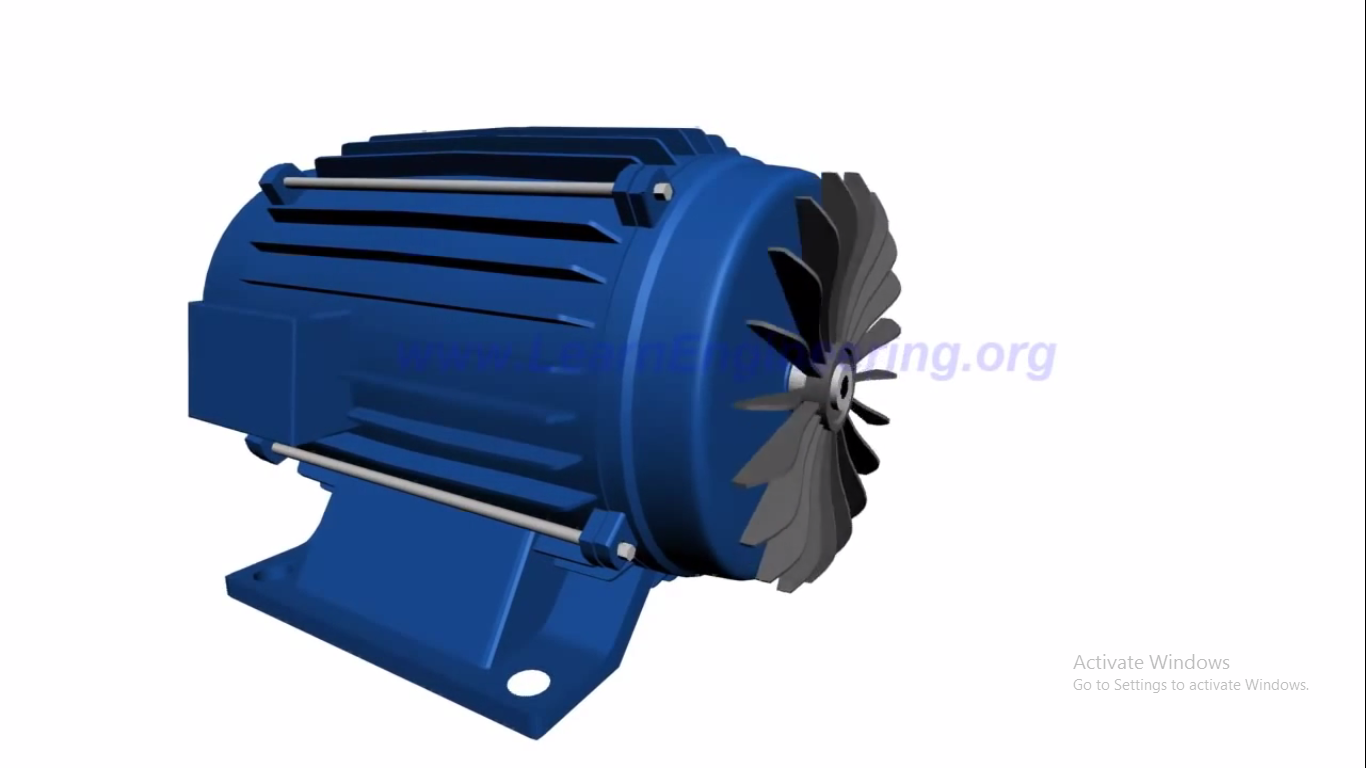 www.LearnEngineering.org
Activate Windows
Go to Settings to activate Windows.